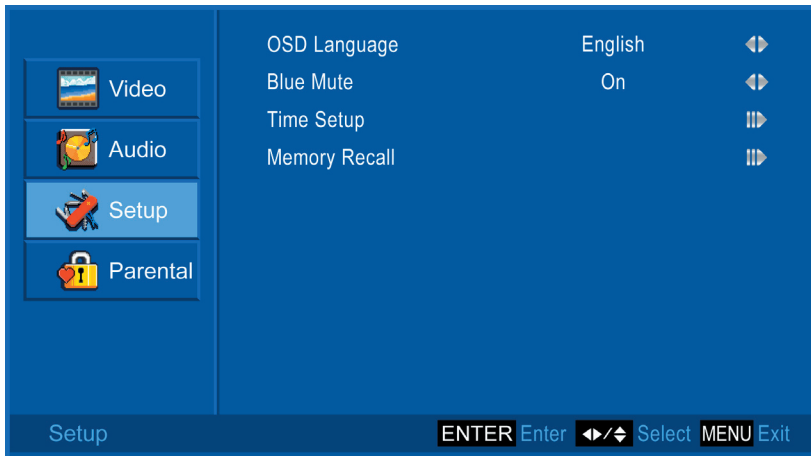 Video
Audio
Setup
Parental
OSD Language English
Blue Mute On
Time Setup
Memory Recall
Setup
ENTER Enter / Select MENU Exit